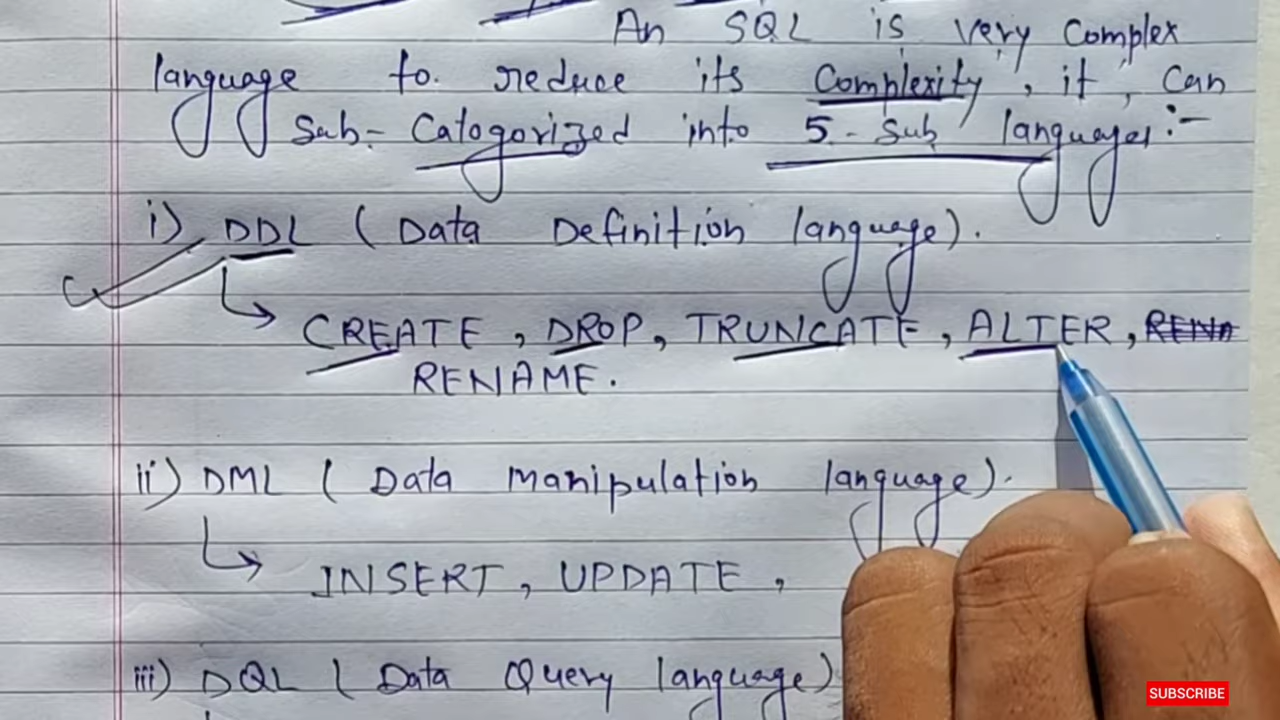 An SQL is very Complex
language to reduce its Complexity, it, Can
Sub- Catogorized into 5-Sub languages:-
i) DDL (Data Definition language).
CREATE, DROP, TRUNCATE, ALTER, RENA
RENAME.
ii) DML (Data Manipulation language).
INSERT, UPDATE,
iii) DQL (Data Query language)
SUBSCRIBE